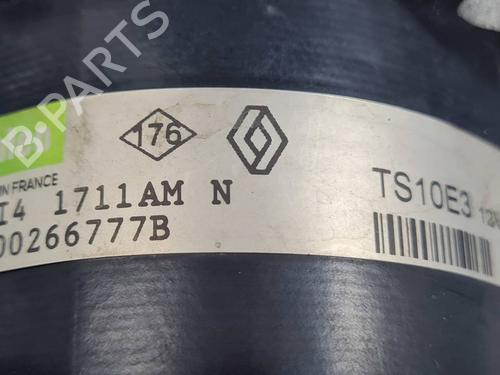 B-PARTS
176
IN FRANCE
I4 1711AM N
00266777B
TS10E3